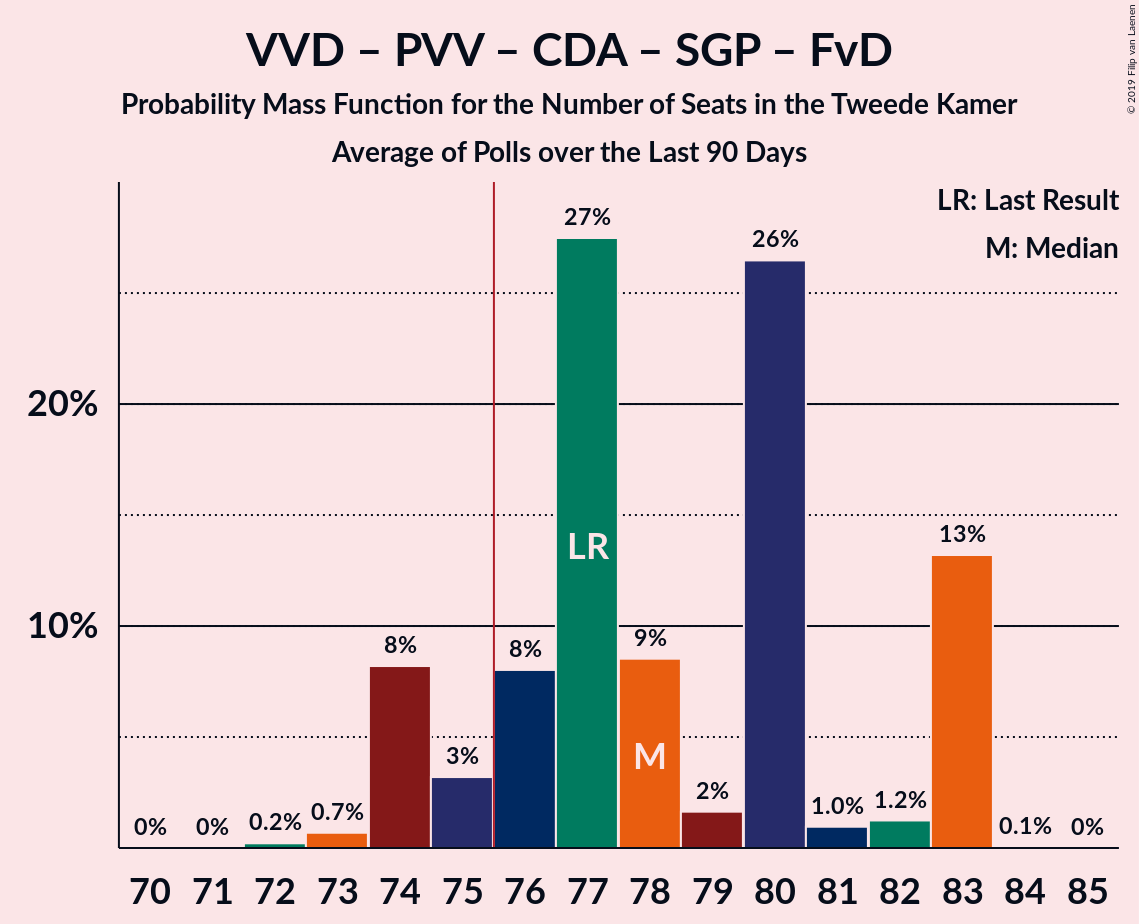 VVD – PVV – CDA – SGP – FvD
Probability Mass Function for the Number of Seats in the Tweede Kamer
Average of Polls over the Last 90 Days
© 2019 Filip van Laenen
LR: Last Result
M: Median
20%
10%
0% 0% 0.2% 0.7% 8% 3% 8% 27% 9% 2% 26% 1.0% 1.2% 13% 0.1% 0%
LR
M
70 71 72 73 74 75 76 77 78 79 80 81 82 83 84 85